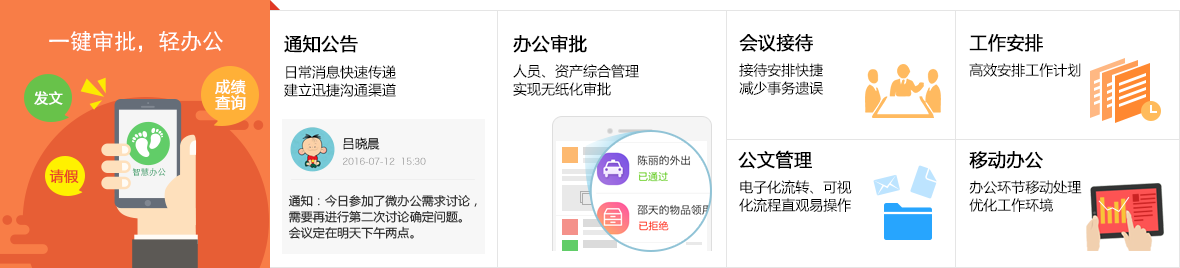 一键审批，轻办公
发文
成绩
查询
请假
智慧办公
通知公告
日常消息快速传递
建立迅捷沟通渠道
吕晓晨
2016-07-12 15:30
通知：今日参加了微办公需求讨论，
需要再进行第二次讨论确定问题。
会议定在明天下午两点。
办公审批
人员、资产综合管理
实现无纸化审批
陈丽的外出
已通过
邵天的物品领用
已拒绝
会议接待
接待安排快捷
减少事务遗误
工作安排
高效安排工作计划
公文管理
电子化流转、可视
化流程直观易操作
移动办公
办公环节移动处理
优化工作环境